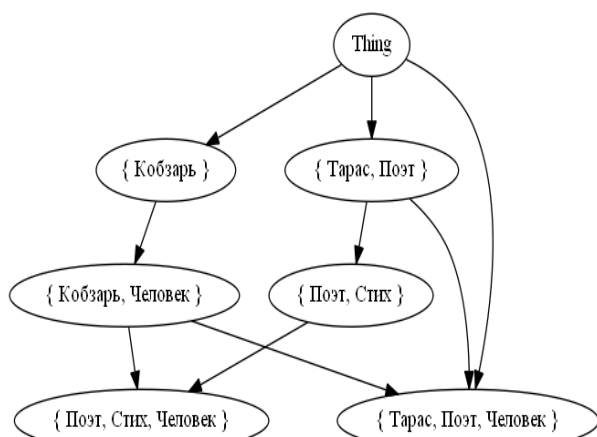 Thing
{ Кобзарь }
{ Тарас, Поэт }
{ Кобзарь, Человек }
{ Поэт, Стих }
{ Поэт, Стих, Человек }
{ Тарас, Поэт, Человек }